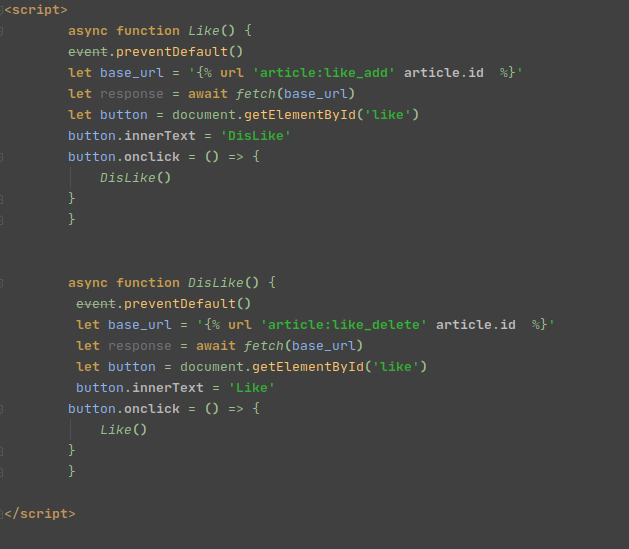 <script>
async function Like() {
event.preventDefault()
let base_url = '{% url 'article:like_add' article.id  %}'
let response = await fetch(base_url)
let button = document.getElementById('like')
button.innerText = 'DisLike'
button.onclick = () => {
DisLike()
}
}
async function DisLike() {
event.preventDefault()
let base_url = '{% url 'article:like_delete' article.id  %}'
let response = await fetch(base_url)
let button = document.getElementById('like')
button.innerText = 'Like'
button.onclick = () => {
Like()
}
}
</script>